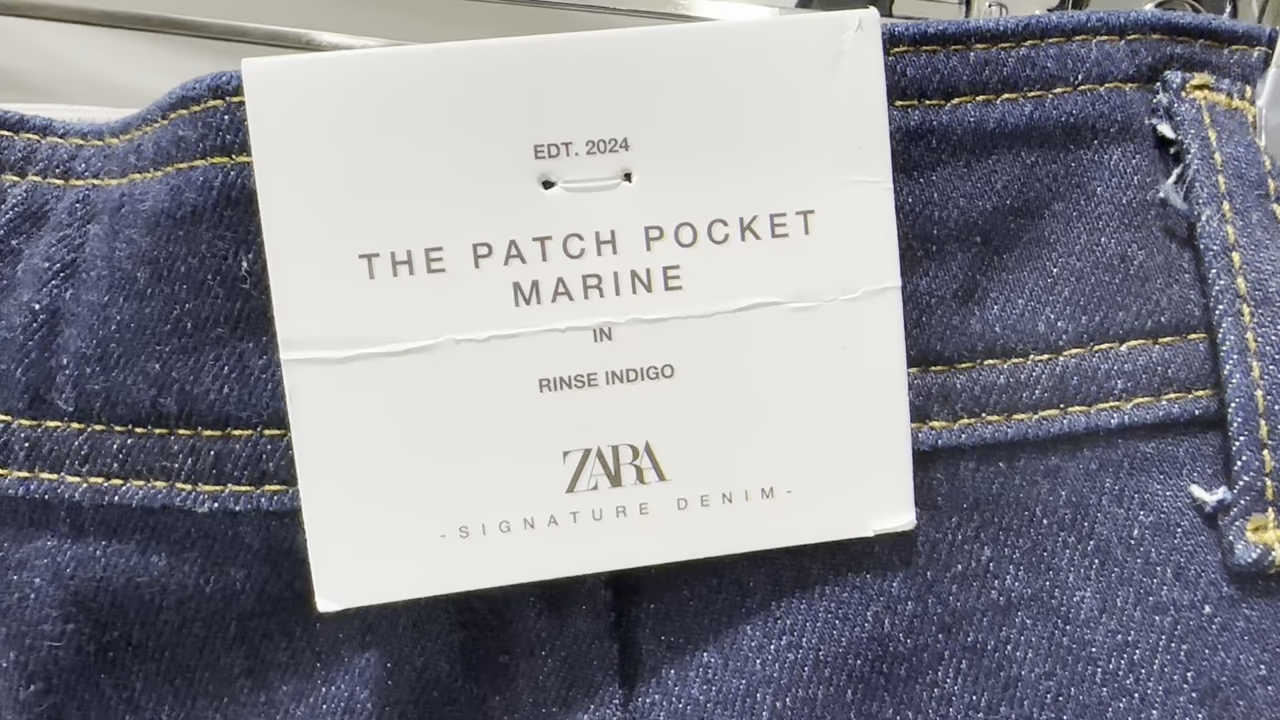 EDT. 2024
THE PATCH POCKET
MARINE
IN
RINSE INDIGO
ZARA
-SIGNATURE DENIM-